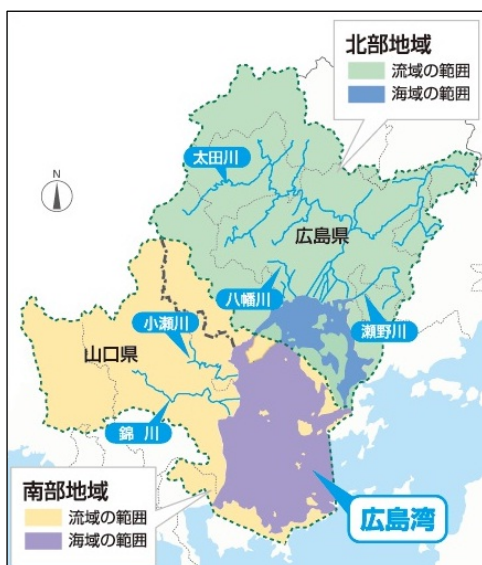 北部地域
流域の範囲
海域の範囲
太田川
N
広島県
八幡川
瀬野川
小瀬川
山口県
錦川
南部地域
流域の範囲
海域の範囲
広島湾